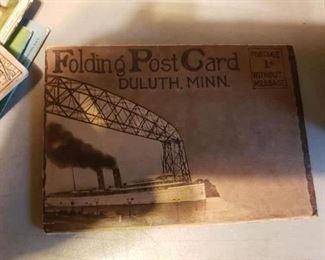 Folding Post Card
DULUTH, MINN.
POSTAGE
1¢
WITHOUT
MESSAGE